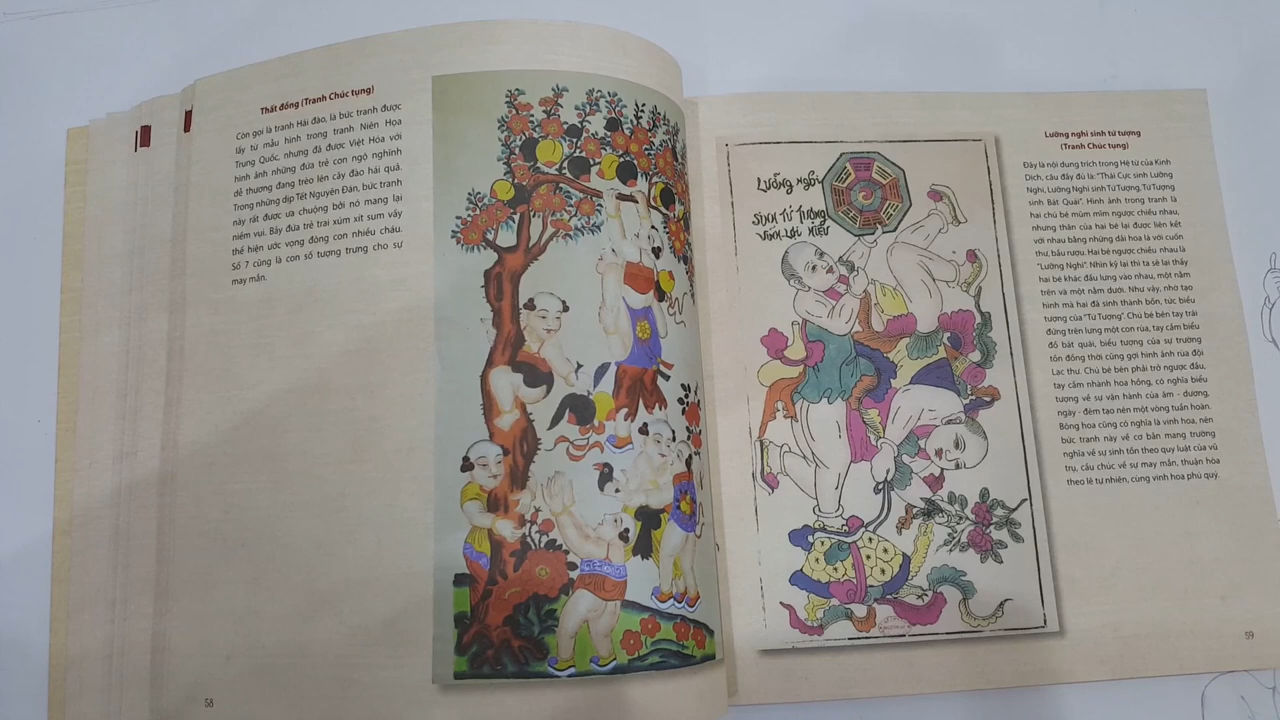 Thất đồng (Tranh Chúc tụng)
Còn gọi là tranh Hái đào, là bức tranh được
lấy từ mẫu hình trong tranh Niên Họa
Trung Quốc, nhưng đã được Việt Hóa với
hình ảnh những đứa trẻ con ngộ nghĩnh
dễ thương đang trèo lên cây đào hái quả.
Trong những dịp Tết Nguyên Đán, bức tranh
này rất được ưa chuộng bởi nó mang lại
niềm vui. Bảy đứa trẻ trai xúm xít sum vầy
thể hiện ước vọng đông con nhiều cháu.
Số 7 cũng là con số tượng trưng cho sự
may mắn.
58
LƯỠNG NGHI
SINH TỨ TƯỢNG
Lưỡng nghi sinh tứ tượng
(Tranh Chúc tụng)
Đây là nội dung trích trong Hệ từ của Kinh
Dịch, câu đầy đủ là: "Thái Cực sinh Lưỡng
Nghi, Lưỡng Nghi sinh Tứ Tượng, Tứ Tượng
sinh Bát Quái". Hình ảnh trong tranh là
hai chú bé mũm mĩm ngược chiều nhau,
nhưng thân của hai bé lại được liên kết
với nhau bằng những dải hoa lá với cuốn
thư, bầu rượu. Hai bé ngược chiều nhau là
"Lưỡng Nghi". Nhìn kỹ lại thì ta sẽ lại thấy
hai bé khác đấu lưng vào nhau, một nằm
trên và một nằm dưới. Như vậy, nhờ tạo
hình mà hai đã sinh thành bốn, tức biểu
tượng của "Tứ Tượng". Chú bé bên tay trái
đứng trên lưng một con rùa, tay cầm biểu
đồ bát quái, biểu tượng của sự trường
tồn đồng thời cũng gợi hình ảnh rùa đội
Lạc thư. Chú bé bên phải trở ngược đầu,
tay cầm nhành hoa hồng, có nghĩa biểu
tượng về sự vận hành của âm - dương,
ngày - đêm tạo nên một vòng tuần hoàn.
Bông hoa cũng có nghĩa là vinh hoa, nên
bức tranh này về cơ bản mang trường
nghĩa về sự sinh tồn theo quy luật của vũ
trụ, cầu chúc về sự may mắn, thuận hòa
theo lẽ tự nhiên, cùng vinh hoa phú quý.
59